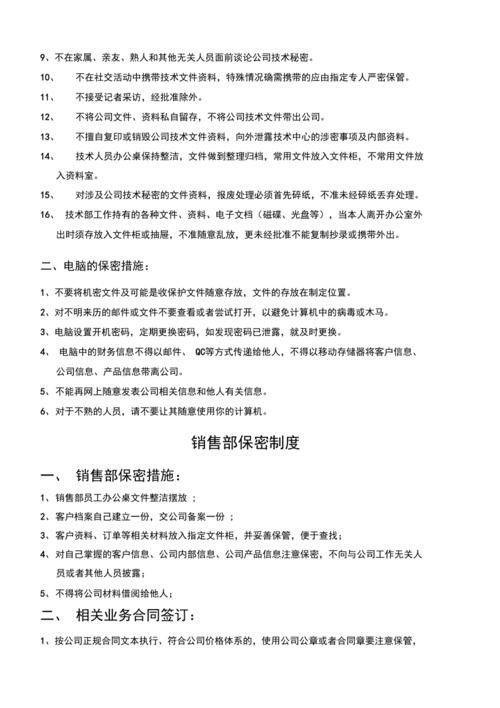 9、不在家属、亲友、熟人和其他无关人员面前谈论公司技术秘密。
10、 不在社交活动中携带技术文件资料，特殊情况确需携带的应由指定专人严密保管。
11、 不接受记者采访，经批准除外。
12、 不将公司文件、资料私自留存，不将公司技术文件带出公司。
13、 不擅自复印或销毁公司技术文件资料，向外泄露技术中心的涉密事项及内部资料。
14、 技术人员办公桌保持整洁，文件做到整理归档，常用文件放入文件柜，不常用文件放
入资料室。
15、 对涉及公司技术秘密的文件资料，报废处理必须首先碎纸，不准未经碎纸丢弃处理。
16、 技术部工作持有的各种文件、资料、电子文档（磁碟、光盘等），当本人离开办公室外
出时须存放入文件柜或抽屉，不准随意乱放，更未经批准不能复制抄录或携带外出。
二、电脑的保密措施：
1、不要将机密文件及可能是收保护文件随意存放，文件的存放在制定位置。
2、对不明来历的邮件或文件不要查看或者尝试打开，以避免计算机中的病毒或木马。
3、电脑设置开机密码，定期更换密码，如发现密码已泄露，就及时更换。
4、 电脑中的财务信息不得以邮件、 QC等方式传递给他人，不得以移动存储器将客户信息、
公司信息、产品信息带离公司。
5、不能再网上随意发表公司相关信息和他人有关信息。
6、对于不熟的人员，请不要让其随意使用你的计算机。
销售部保密制度
一、 销售部保密措施：
1、销售部员工办公桌文件整洁摆放 ；
2、客户档案自己建立一份，交公司备案一份 ；
3、客户资料、订单等相关材料放入指定文件柜，并妥善保管，便于查找；
4、对自己掌握的客户信息、公司内部信息、公司产品信息注意保密，不向与公司工作无关人
员或者其他人员披露；
5、不得将公司材料借阅给他人；
二、 相关业务合同签订：
1、按公司正规合同文本执行、符合公司价格体系的，使用公司公章或者合同章要注意保管，